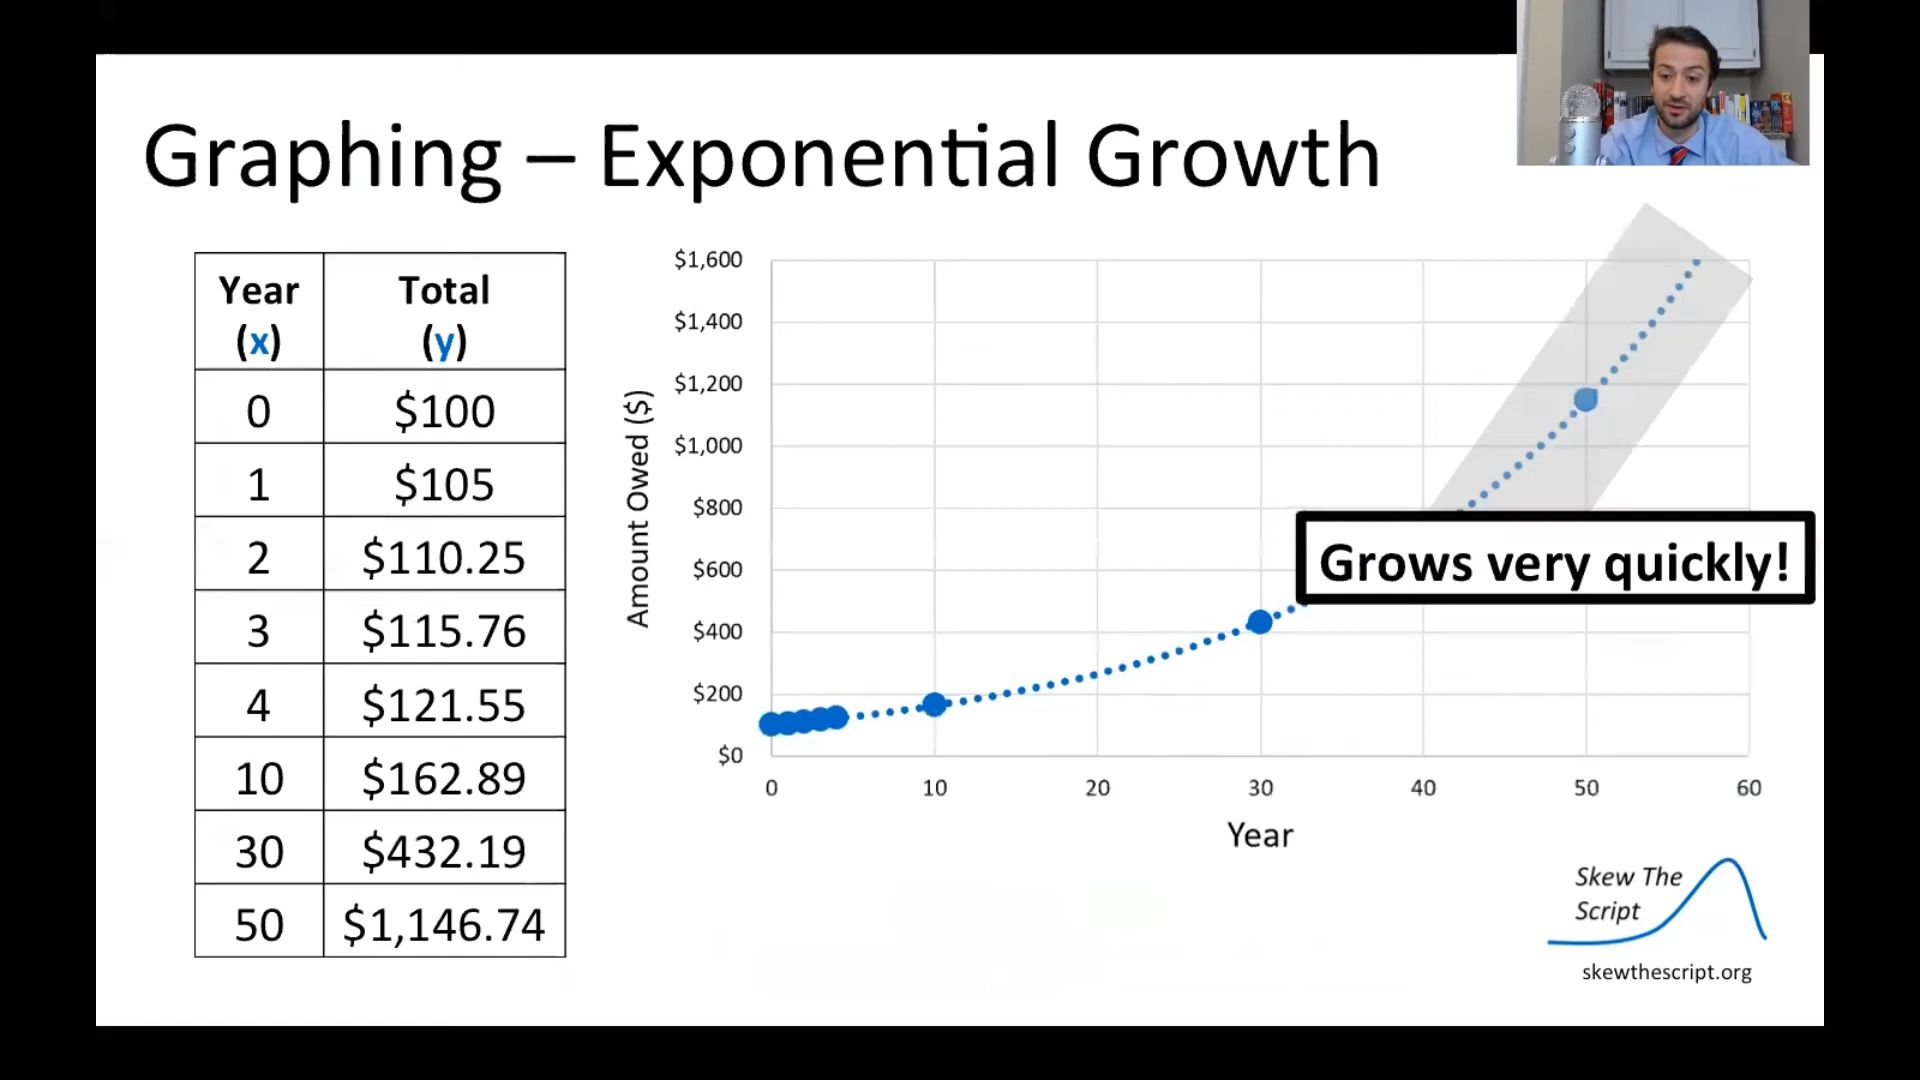 Graphing – Exponential Growth
Year Total
(x) (y)
0 $100
1 $105
2 $110.25
3 $115.76
4 $121.55
10 $162.89
30 $432.19
50 $1,146.74
Amount Owed ($)
$1,600
$1,400
$1,200
$1,000
$800
$600
$400
$200
$0
0 10 20 30 40 50 60
Year
Grows very quickly!
Skew The
Script
skewthescript.org